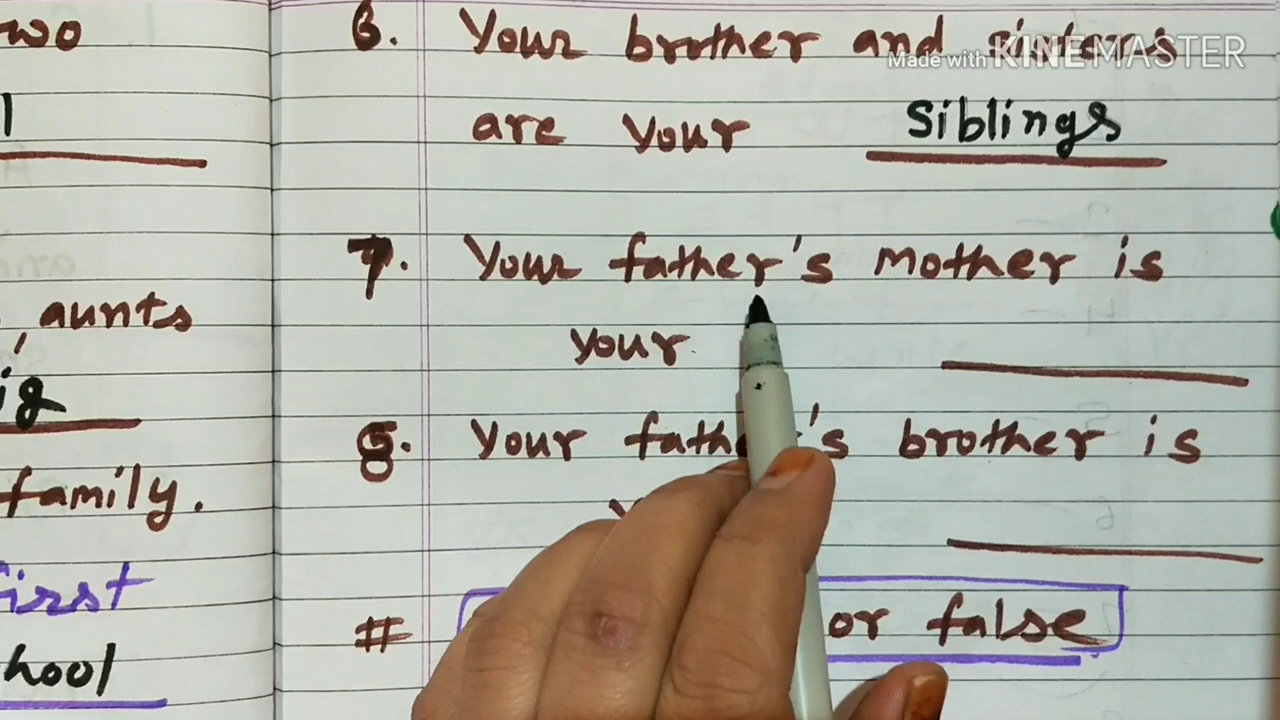 wo
l
, aunts
ig
family.
first
hool
6. Your brother and sisters
Made with KINEMASTER
are your Siblings
7. Your father's mother is
your
8. Your father's brother is
# or false